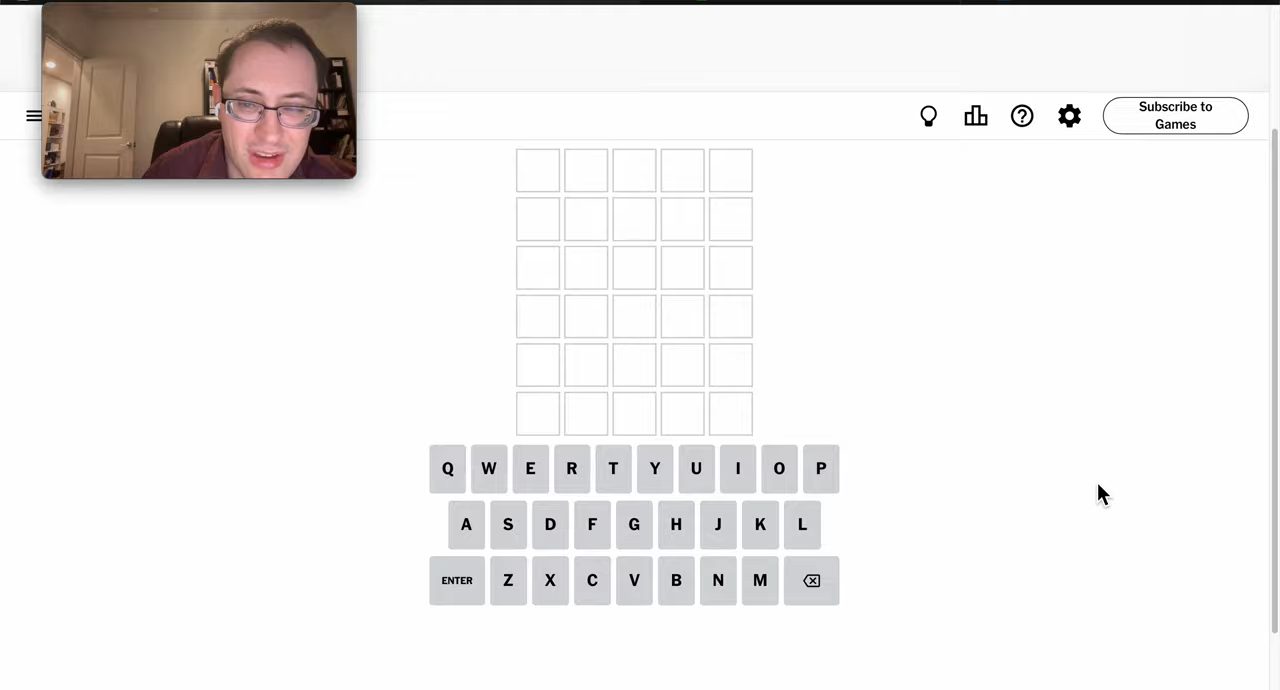 Subscribe to
Games
Q W E R T Y U I O P
A S D F G H J K L
ENTER Z X C V B N M